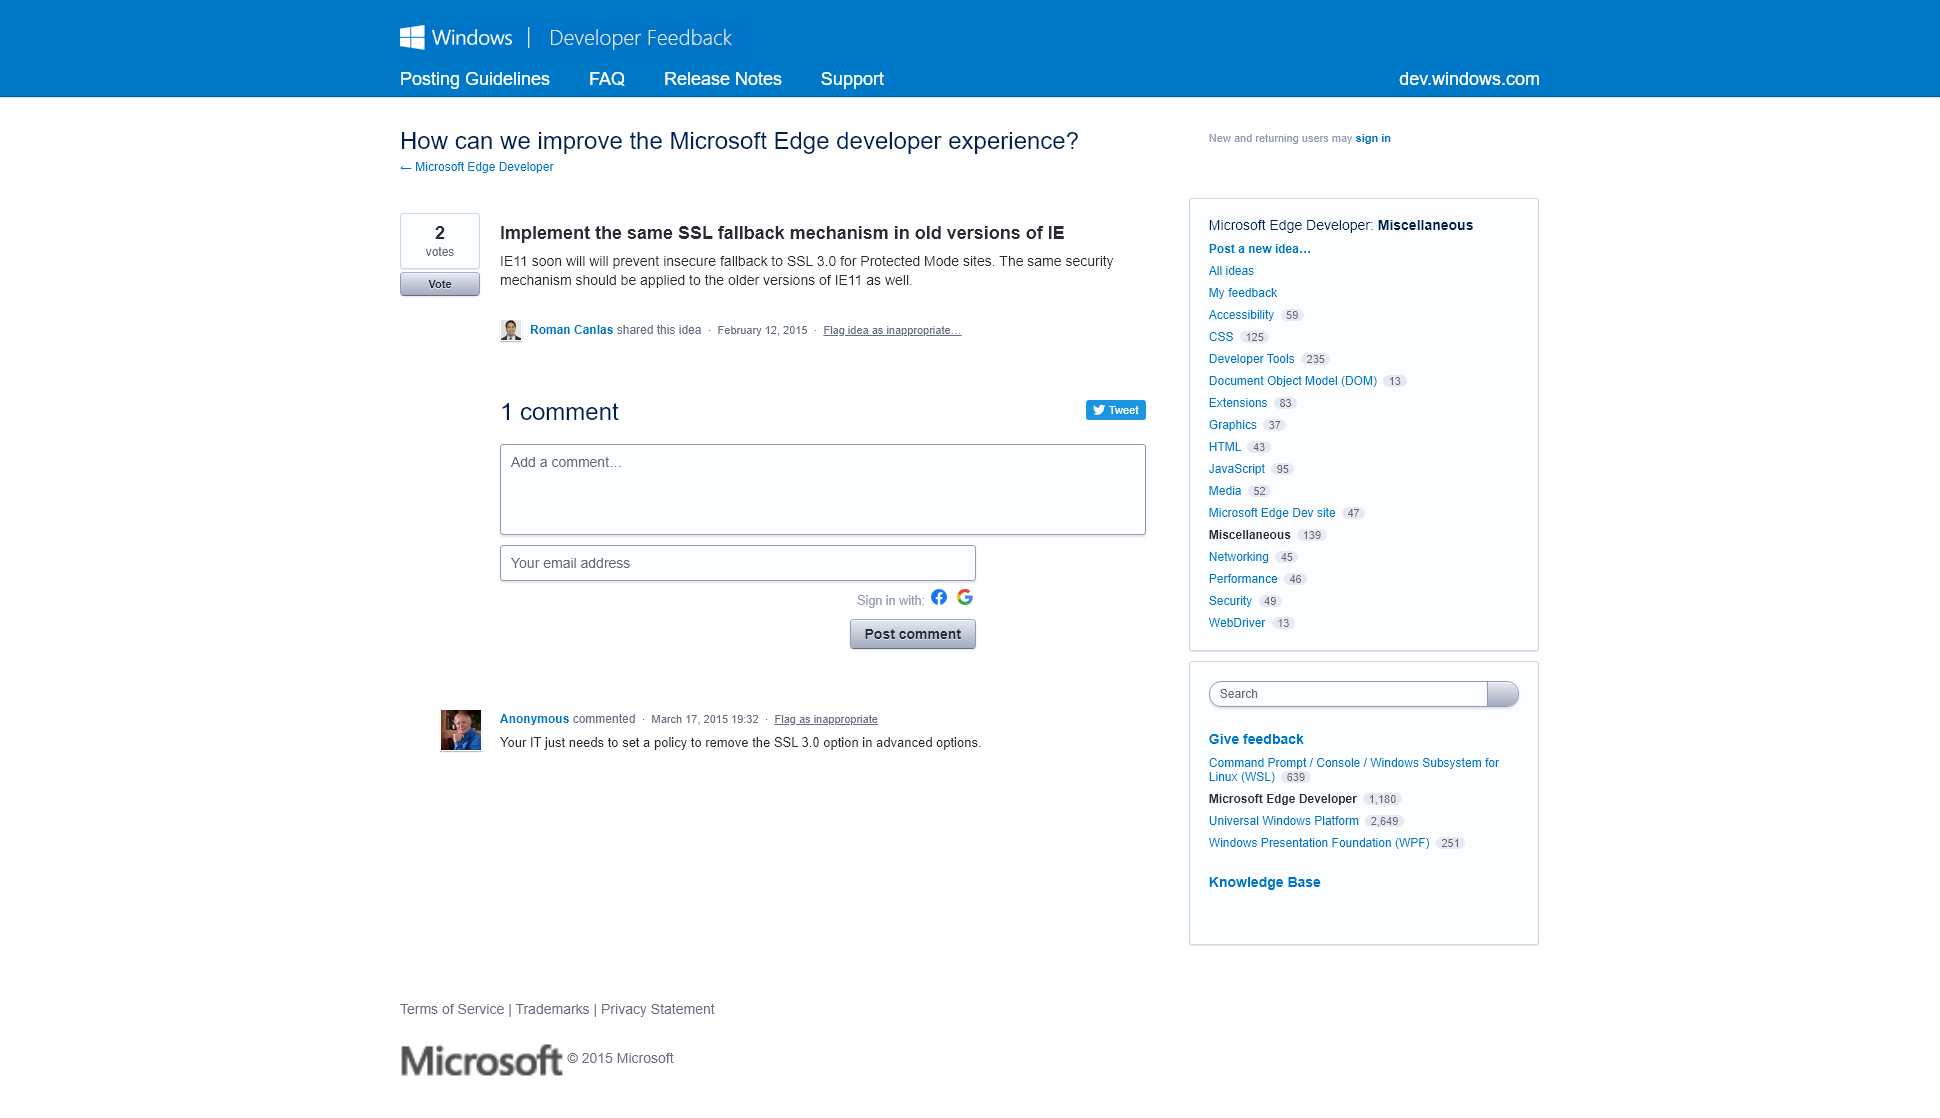 Windows | Developer Feedback
Posting Guidelines FAQ Release Notes Support dev.windows.com
How can we improve the Microsoft Edge developer experience?
← Microsoft Edge Developer
New and returning users may sign in
2
votes
Vote
Implement the same SSL fallback mechanism in old versions of IE
IE11 soon will will prevent insecure fallback to SSL 3.0 for Protected Mode sites. The same security
mechanism should be applied to the older versions of IE11 as well.
Roman Canlas shared this idea · February 12, 2015 · Flag idea as inappropriate…
1 comment
Tweet
Add a comment…
Your email address
Sign in with:
Post comment
Anonymous commented · March 17, 2015 19:32 · Flag as inappropriate
Your IT just needs to set a policy to remove the SSL 3.0 option in advanced options.
Microsoft Edge Developer: Miscellaneous
Post a new idea…
All ideas
My feedback
Accessibility 59
CSS 125
Developer Tools 235
Document Object Model (DOM) 13
Extensions 83
Graphics 37
HTML 43
JavaScript 95
Media 52
Microsoft Edge Dev site 47
Miscellaneous 139
Networking 45
Performance 46
Security 49
WebDriver 13
Search
Give feedback
Command Prompt / Console / Windows Subsystem for
Linux (WSL) 639
Microsoft Edge Developer 1,180
Universal Windows Platform 2,649
Windows Presentation Foundation (WPF) 251
Knowledge Base
Terms of Service | Trademarks | Privacy Statement
Microsoft © 2015 Microsoft